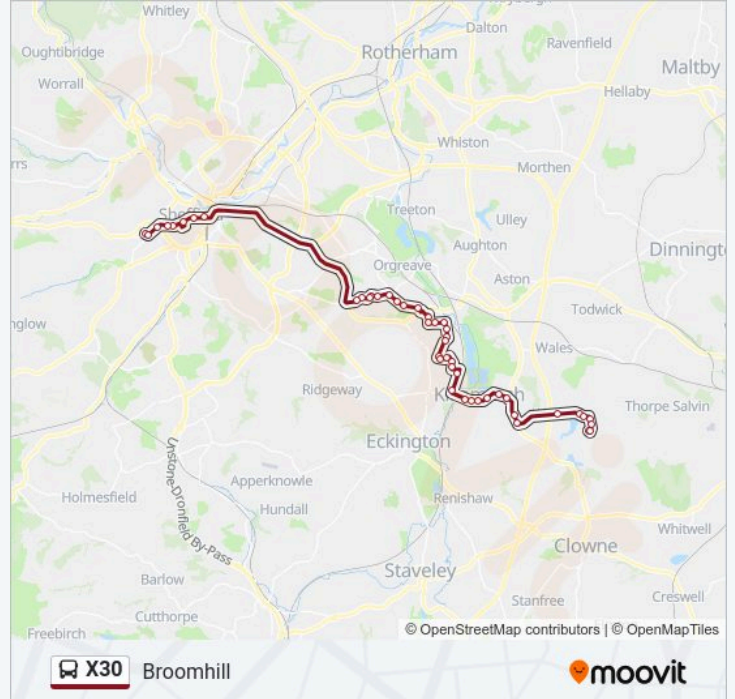 Whitley
Dalton
Oughtibridge
Rotherham
Ravenfield
Maltby
Worrall
Hellaby
Whiston
Morthen
Treeton
Ulley
Aughton
Dinningt
Orgreave
Aston
Todwick
nglow
Wales
Ridgeway
Thorpe Salvin
Eckington
Unstone-Dronfield By-Pass
Apperknowle
Holmesfield
Hundall
Renishaw
Whitwell
Clowne
Barlow
Staveley
Creswell
Stanfree
Cutthorpe
Freebirch
© OpenStreetMap contributors | © OpenMapTiles
X30 Broomhill
moovit